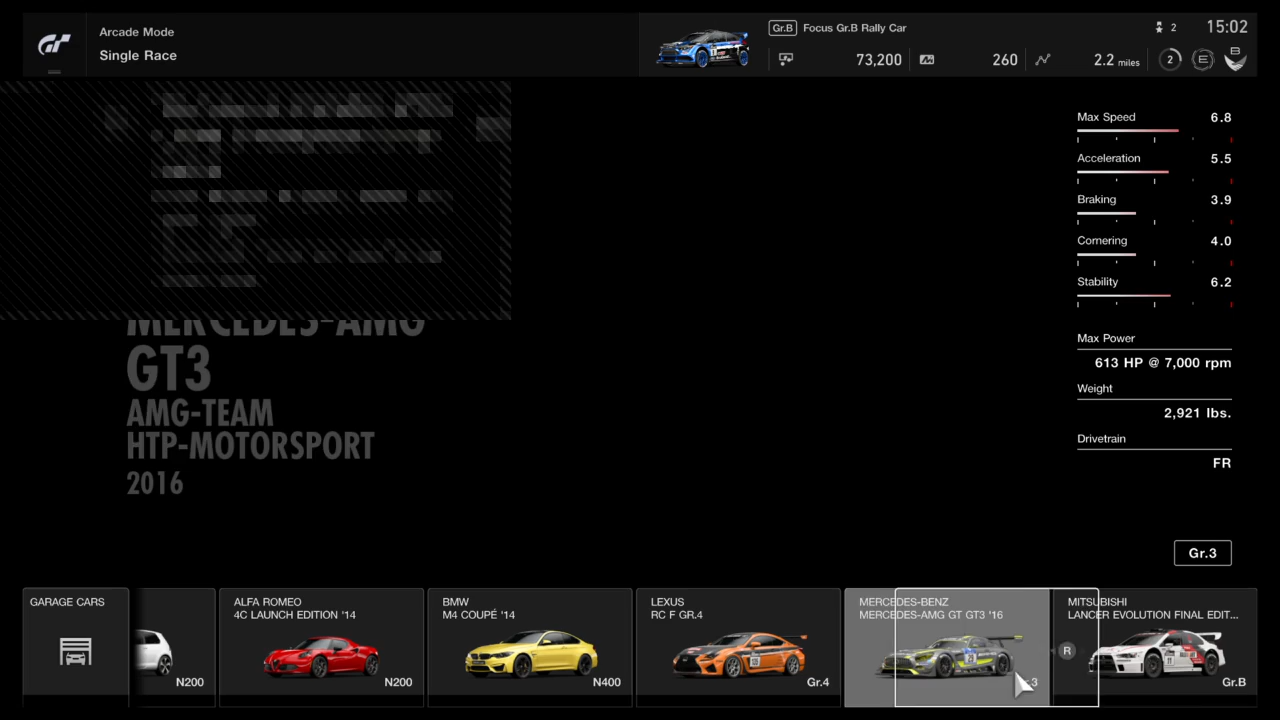 Arcade Mode
Single Race
Gr.B Focus Gr.B Rally Car
2 15:02
73,200 260 2.2 miles 2 E B
Max Speed 6.8
Acceleration 5.5
Braking 3.9
Cornering 4.0
Stability 6.2
Max Power
613 HP @ 7,000 rpm
Weight
2,921 lbs.
Drivetrain
FR
MERCEDES-AMG
GT3
AMG-TEAM
HTP-MOTORSPORT
2016
Gr.3
GARAGE CARS
N200
ALFA ROMEO
4C LAUNCH EDITION '14
N200
BMW
M4 COUPÉ '14
N400
LEXUS
RC F GR.4
Gr.4
MERCEDES-BENZ
MERCEDES-AMG GT GT3 '16
R
MITSUBISHI
LANCER EVOLUTION FINAL EDIT...
Gr.B